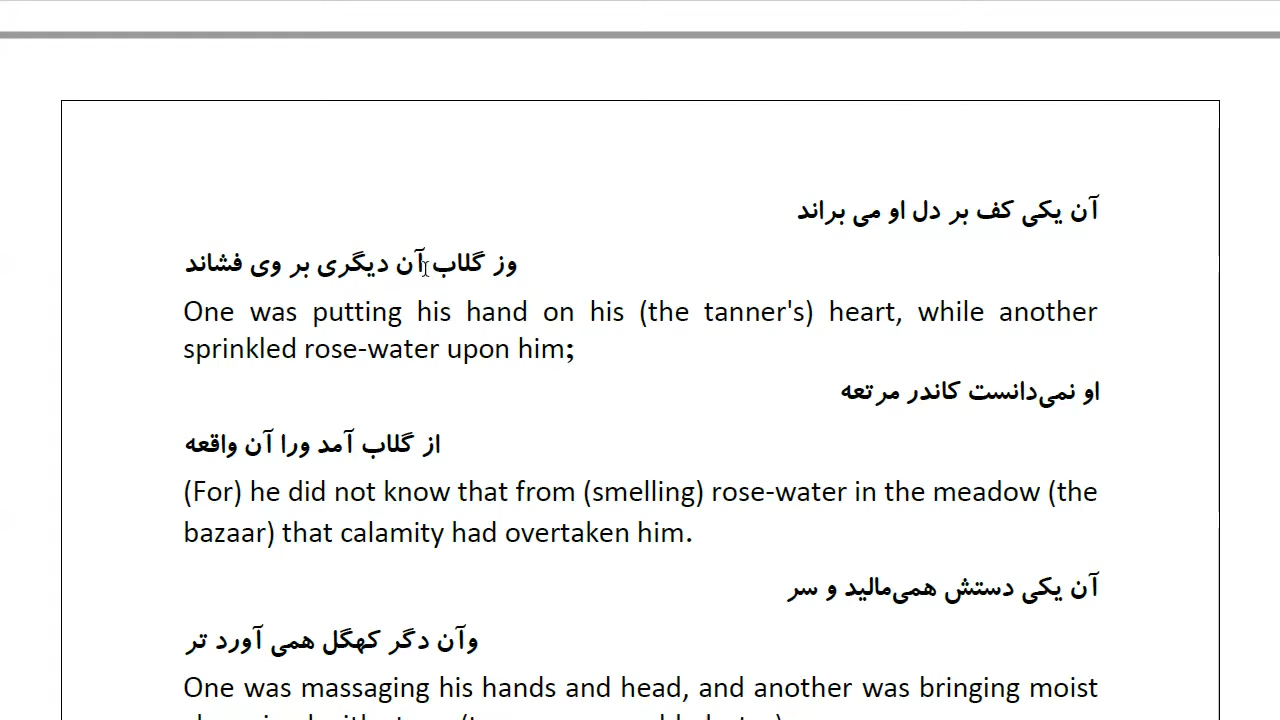 آن یکی کف بر دل او می براند
وز گلاب آن دیگری بر وی فشاند
One was putting his hand on his (the tanner's) heart, while another
sprinkled rose-water upon him;
او نمی‌دانست کاندر مرتعه
از گلاب آمد ورا آن واقعه
(For) he did not know that from (smelling) rose-water in the meadow (the
bazaar) that calamity had overtaken him.
آن یکی دستش همی‌مالید و سر
وآن دگر کهگل همی آورد تر
One was massaging his hands and head, and another was bringing moist